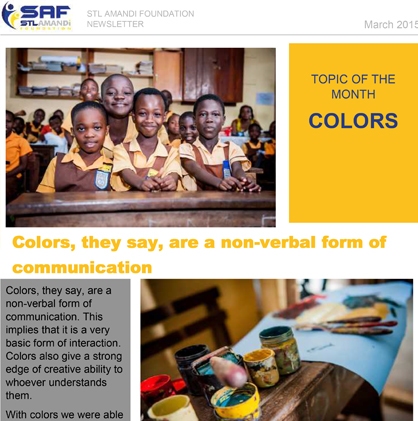 SAF
STL AMANDI
FOUNDATION
STL AMANDI FOUNDATION
NEWSLETTER
March 2015
TOPIC OF THE
MONTH
COLORS
Colors, they say, are a non-verbal form of
communication
Colors, they say, are a
non-verbal form of
communication. This
implies that it is a very
basic form of interaction.
Colors also give a strong
edge of creative ability to
whoever understands
them.
With colors we were able